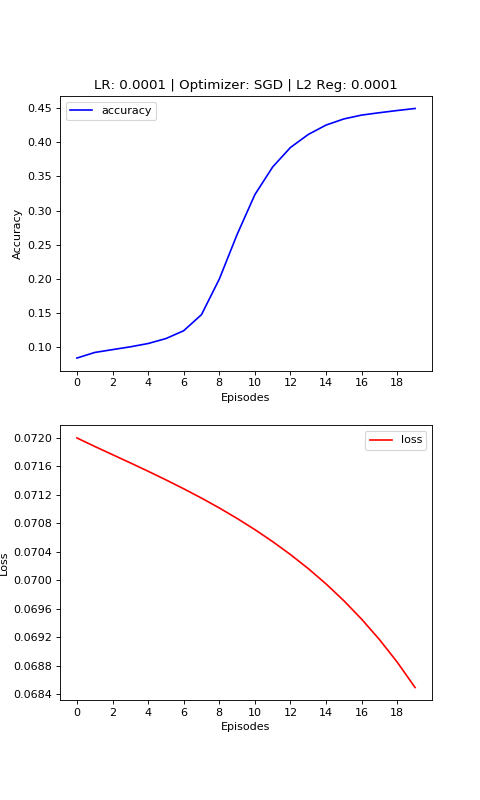 LR: 0.0001 | Optimizer: SGD | L2 Reg: 0.0001
accuracy
0.45
0.40
0.35
0.30
0.25
0.20
0.15
0.10
Accuracy
0 2 4 6 8 10 12 14 16 18
Episodes
loss
0.0720
0.0716
0.0712
0.0708
0.0704
0.0700
0.0696
0.0692
0.0688
0.0684
Loss
0 2 4 6 8 10 12 14 16 18
Episodes